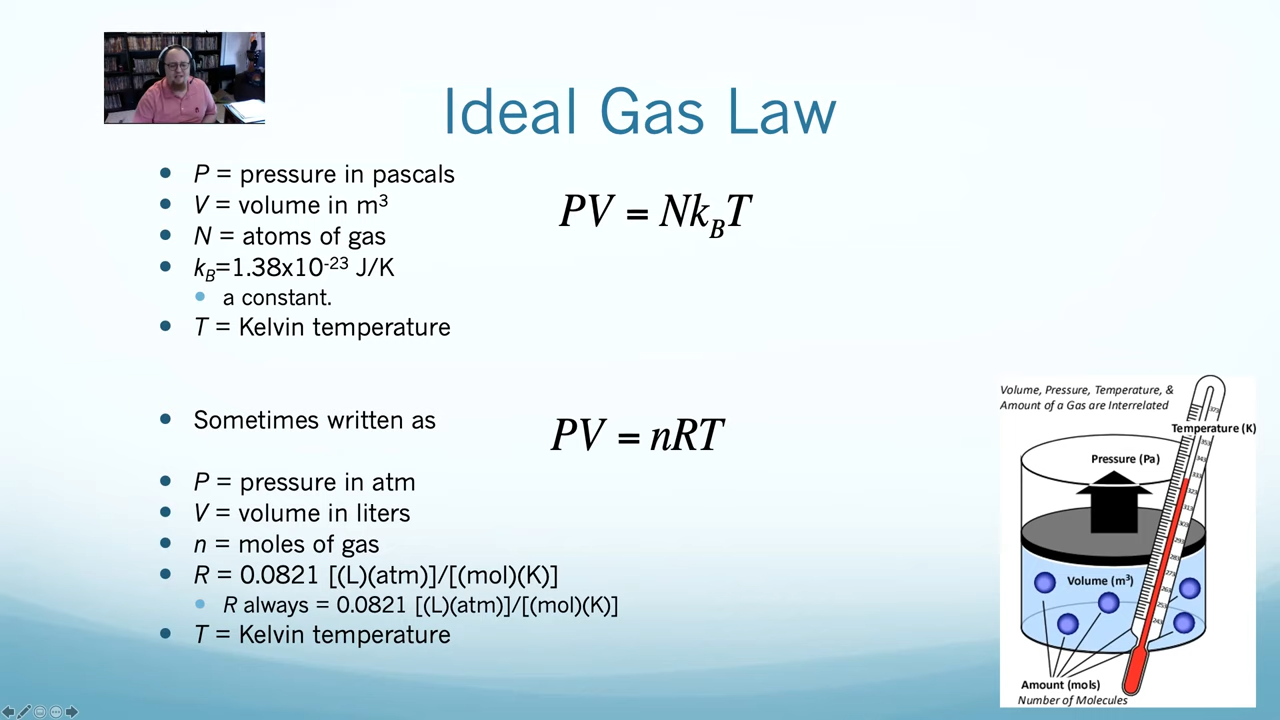 Ideal Gas Law
P = pressure in pascals
V = volume in m³
N = atoms of gas
k_B=1.38x10⁻²³ J/K
a constant.
T = Kelvin temperature
PV = Nk_BT
Sometimes written as
PV = nRT
P = pressure in atm
V = volume in liters
n = moles of gas
R = 0.0821 [(L)(atm)]/[(mol)(K)]
R always = 0.0821 [(L)(atm)]/[(mol)(K)]
T = Kelvin temperature
Volume, Pressure, Temperature, &
Amount of a Gas are Interrelated
Temperature (K)
Pressure (Pa)
Volume (m³)
Amount (mols)
Number of Molecules